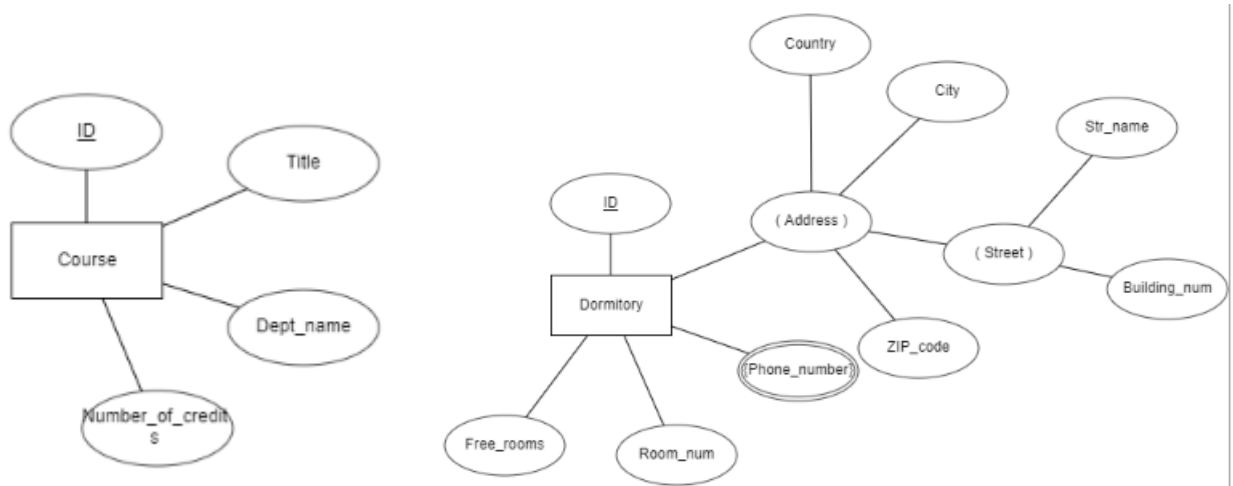 ID
Title
Course
Dept_name
Number_of_credit
s
Country
City
Str_name
ID
( Address )
( Street )
Building_num
Dormitory
ZIP_code
{Phone_number}
Free_rooms
Room_num